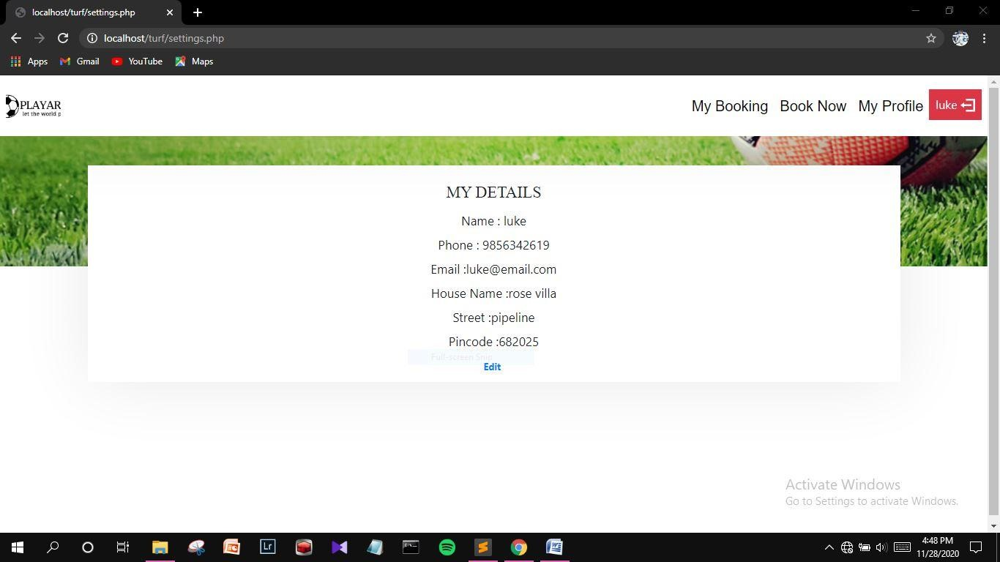 localhost/turf/settings.php
localhost/turf/settings.php
Apps Gmail YouTube Maps
PLAYAR
let the world p
My Booking Book Now My Profile luke
MY DETAILS
Name : luke
Phone : 9856342619
Email :luke@email.com
House Name :rose villa
Street :pipeline
Pincode :682025
Full-screen Snip
Edit
Activate Windows
Go to Settings to activate Windows.
Lr
4:48 PM
11/28/2020